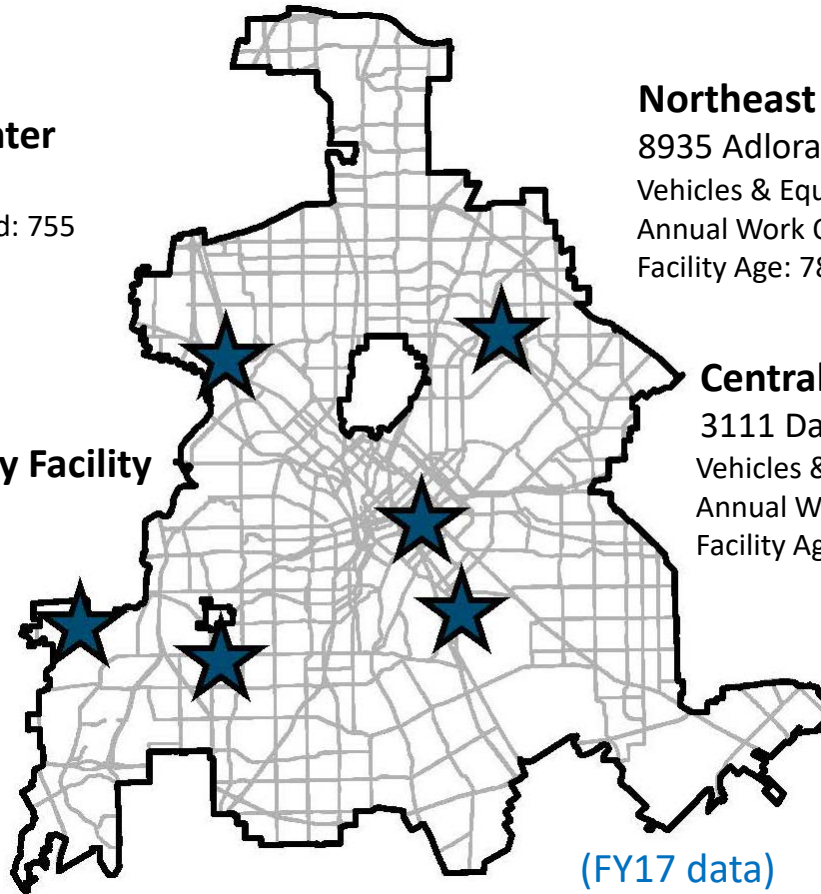 nter
d: 755
y Facility
Northeast
8935 Adlora
Vehicles & Equ
Annual Work
Facility Age: 78
Central
3111 Da
Vehicles &
Annual W
Facility Ag
(FY17 data)